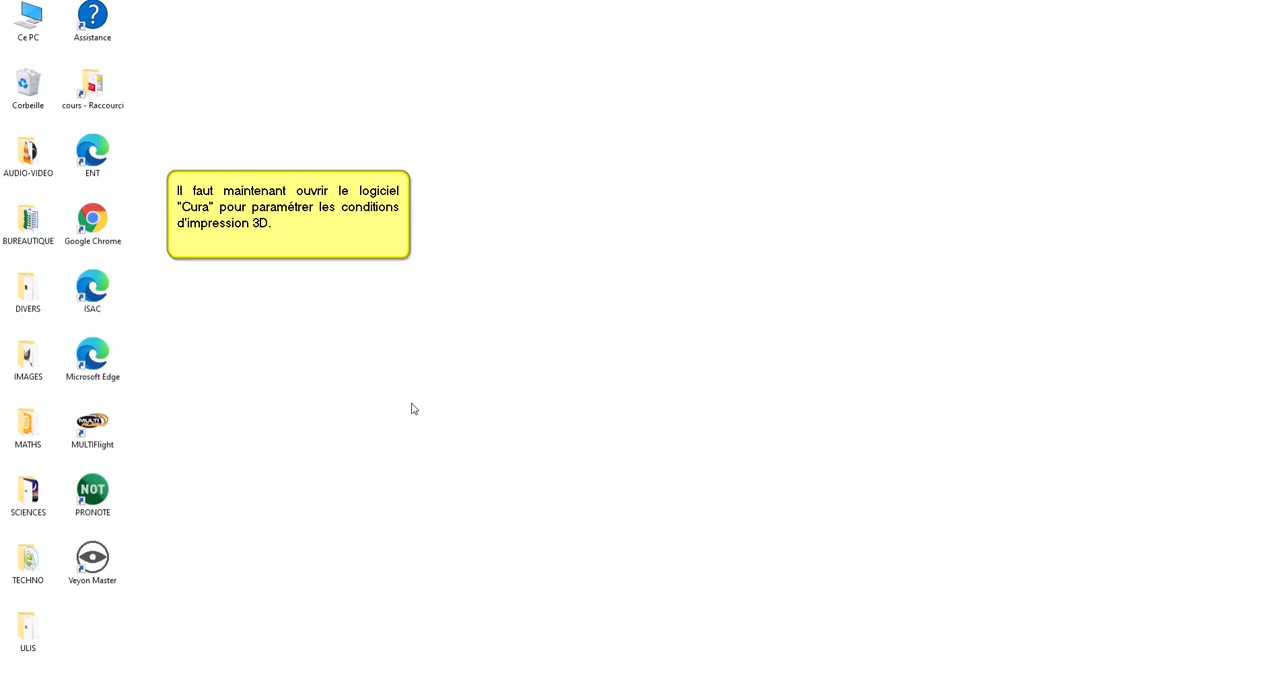 Ce PC
Assistance
Corbeille
cours - Raccourci
AUDIO-VIDEO
ENT
Il faut maintenant ouvrir le logiciel
"Cura" pour paramétrer les conditions
d'impression 3D.
BUREAUTIQUE
Google Chrome
DIVERS
ISAC
IMAGES
Microsoft Edge
MULTI
MATHS
MULTIFlight
NOT
SCIENCES
PRONOTE
TECHNO
Veyon Master
ULIS